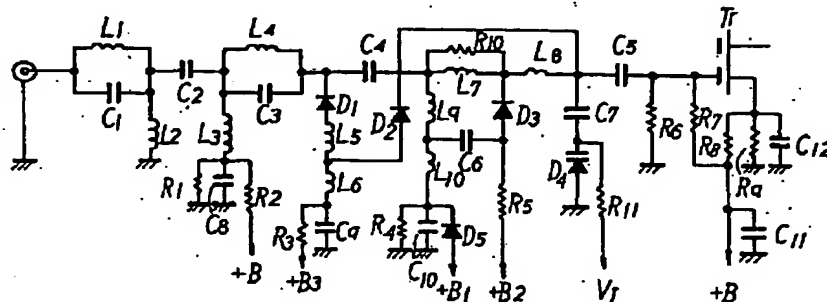 L1 L4 C4 R10 L8 C5 Tr
C2 L7
C1 C3 D1 L9 D3 C7
L2 L3 L5 D2 C6 R6 R7 R8 C12
R1 R2 L6 L10 D4 R9
C8 R3 C9 R4 D5 R5 R11
C10 C11
+B +B3 +B1 +B2 VT +B